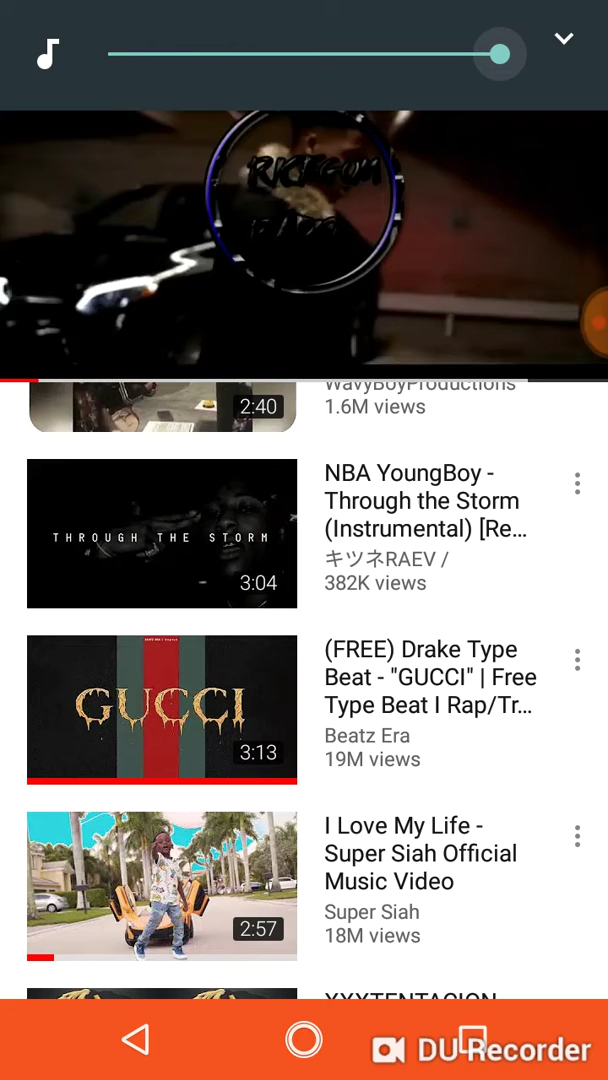 WavyBoyProductions
2:40
1.6M views
THROUGH THE STORM
3:04
NBA YoungBoy -
Through the Storm
(Instrumental) [Re...
キツネRAEV /
382K views
GUCCI
3:13
(FREE) Drake Type
Beat - "GUCCI" | Free
Type Beat I Rap/Tr...
Beatz Era
19M views
2:57
I Love My Life -
Super Siah Official
Music Video
Super Siah
18M views
XXXTENTACION
DU Recorder